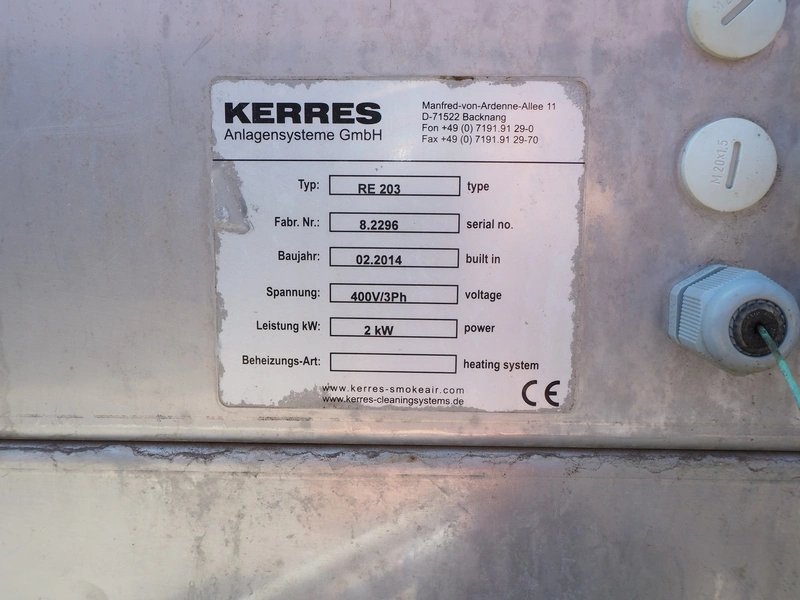 KERRES
Anlagensysteme GmbH
Manfred-von-Ardenne-Allee 11
D-71522 Backnang
Fon +49 (0) 7191.91 29-0
Fax +49 (0) 7191.91 29-70
Typ: RE 203 type
Fabr. Nr.: 8.2296 serial no.
Baujahr: 02.2014 built in
Spannung: 400V/3Ph voltage
Leistung kW: 2 kW power
Beheizungs-Art: heating system
www.kerres-smokeair.com
www.kerres-cleaningsystems.de
CE
M20x1,5